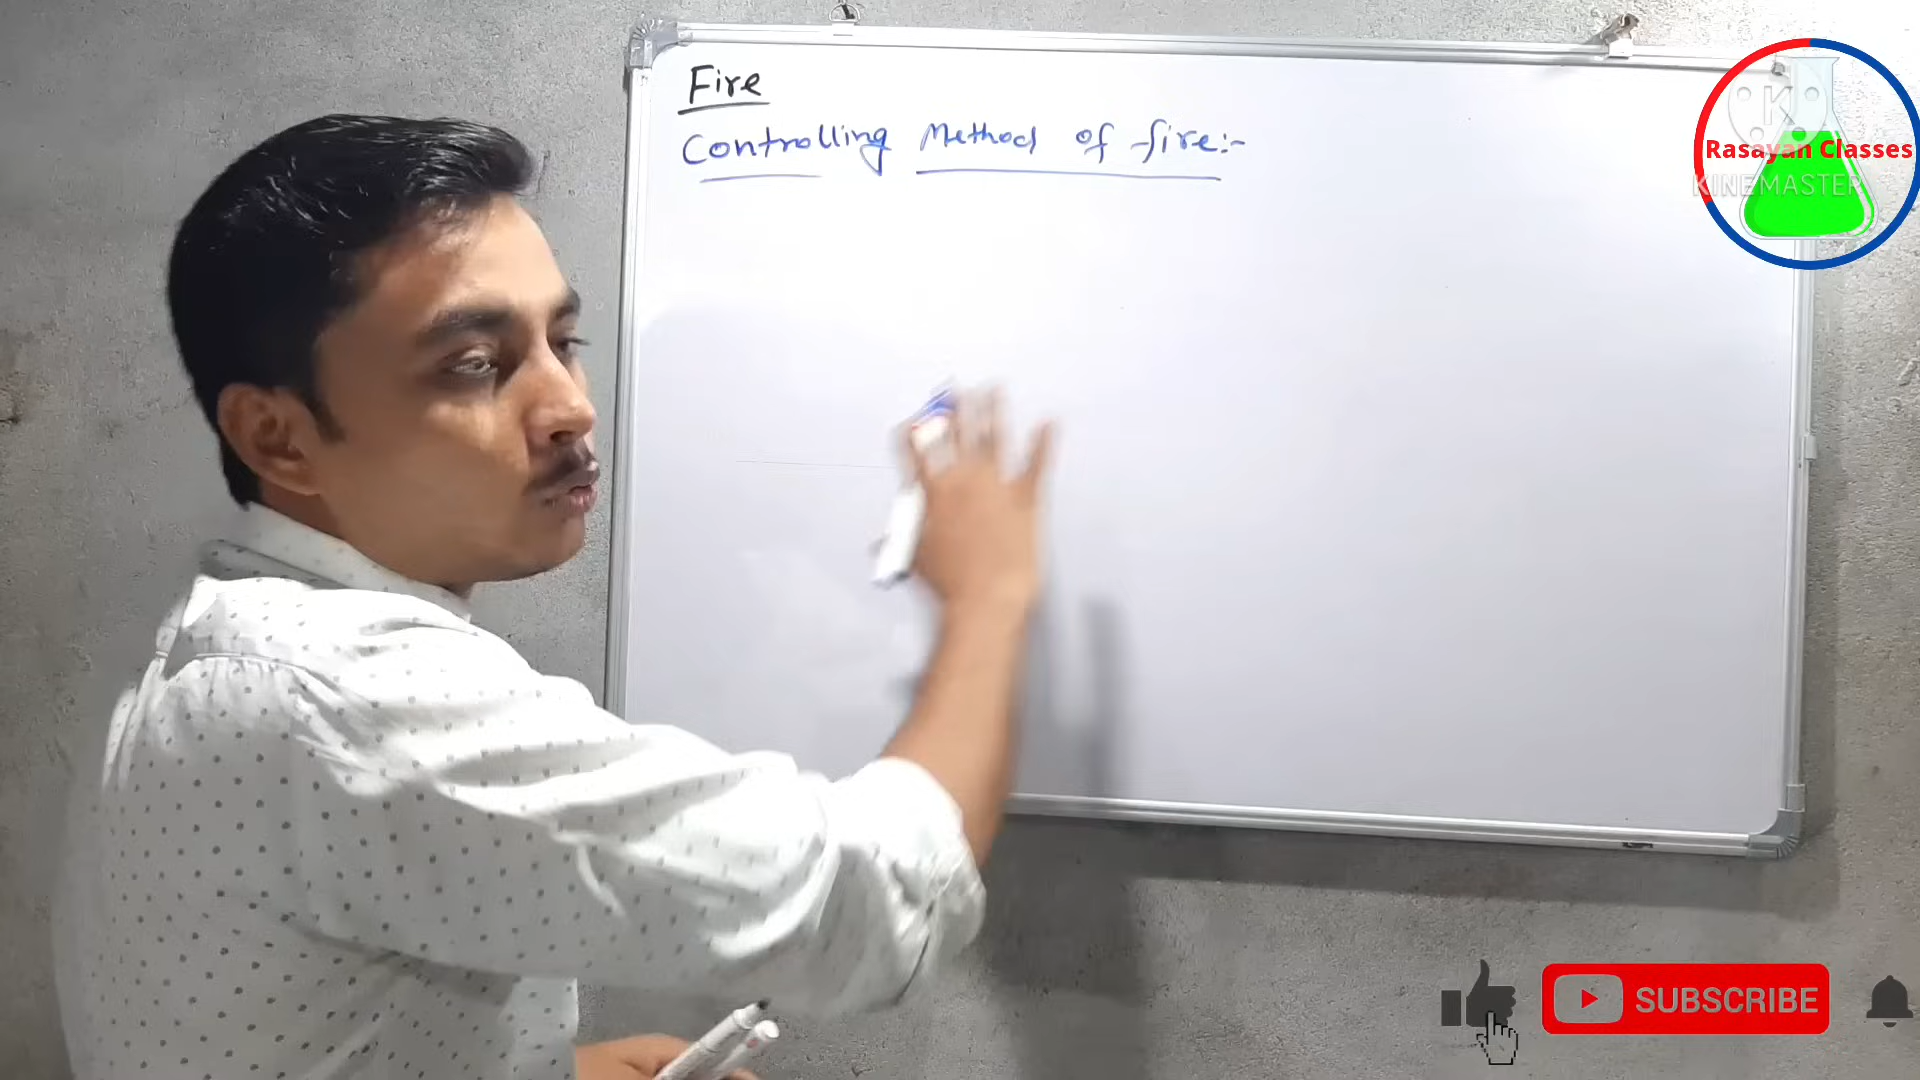 Fire
Controlling Method of fire:-
K
Rasayan Classes
KINEMASTER
SUBSCRIBE